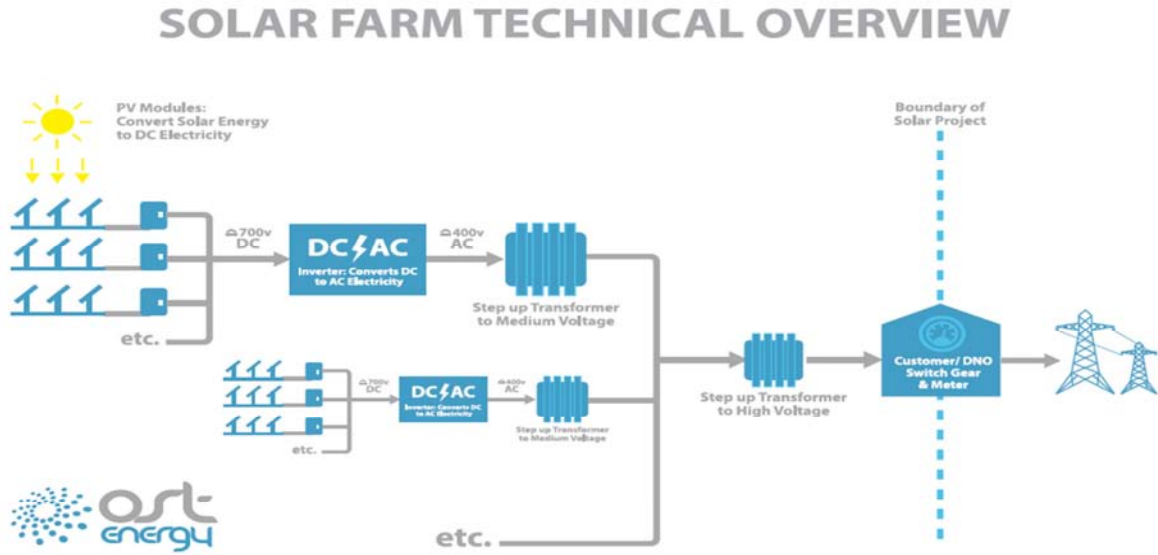 SOLAR FARM TECHNICAL OVERVIEW
PV Modules:
Convert Solar Energy
to DC Electricity
Boundary of
Solar Project
≏700v
DC
DC AC
Inverter: Converts DC
to AC Electricity
≏400v
AC
Step up Transformer
to Medium Voltage
etc.
≏700v
DC
DC AC
Inverter: Converts DC
to AC Electricity
≏400v
AC
Step up Transformer
to Medium Voltage
etc.
Step up Transformer
to High Voltage
Customer/ DNO
Switch Gear
& Meter
etc.
ost
energy